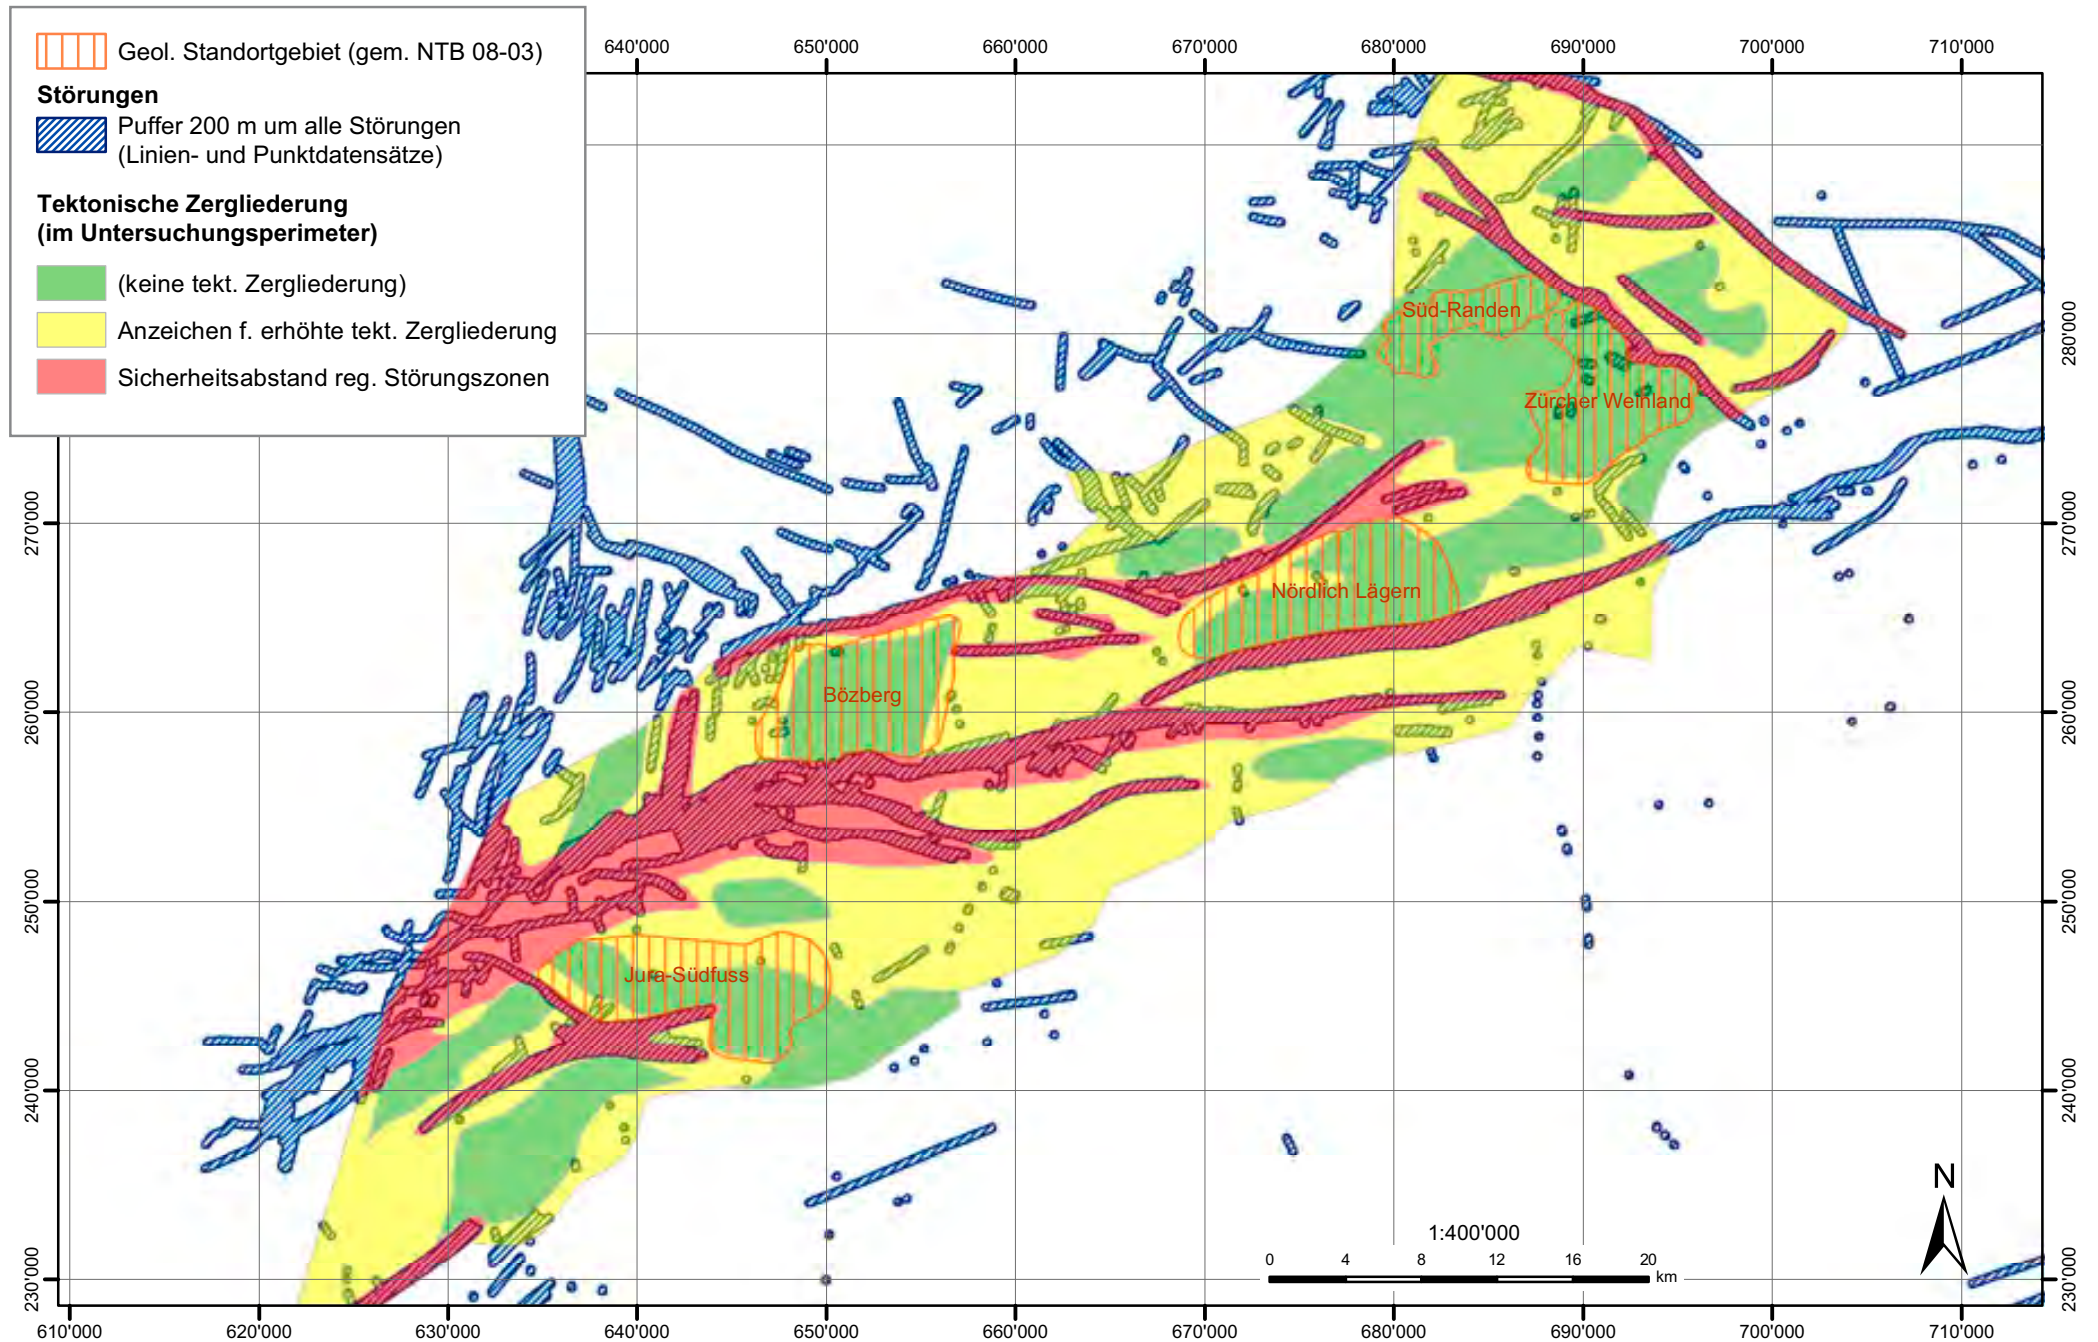 Geol. Standortgebiet (gem. NTB 08-03)
Störungen
Puffer 200 m um alle Störungen
(Linien- und Punktdatensätze)
Tektonische Zergliederung
(im Untersuchungsperimeter)
(keine tekt. Zergliederung)
Anzeichen f. erhöhte tekt. Zergliederung
Sicherheitsabstand reg. Störungszonen
640'000 650'000 660'000 670'000 680'000 690'000 700'000 710'000
280'000
270'000 270'000
260'000 260'000
250'000 250'000
240'000 240'000
230'000 230'000
Süd-Randen
Zürcher Weinland
Nördlich Lägern
Bözberg
Jura-Südfuss
N
1:400'000
0 4 8 12 16 20
km
610'000 620'000 630'000 640'000 650'000 660'000 670'000 680'000 690'000 700'000 710'000